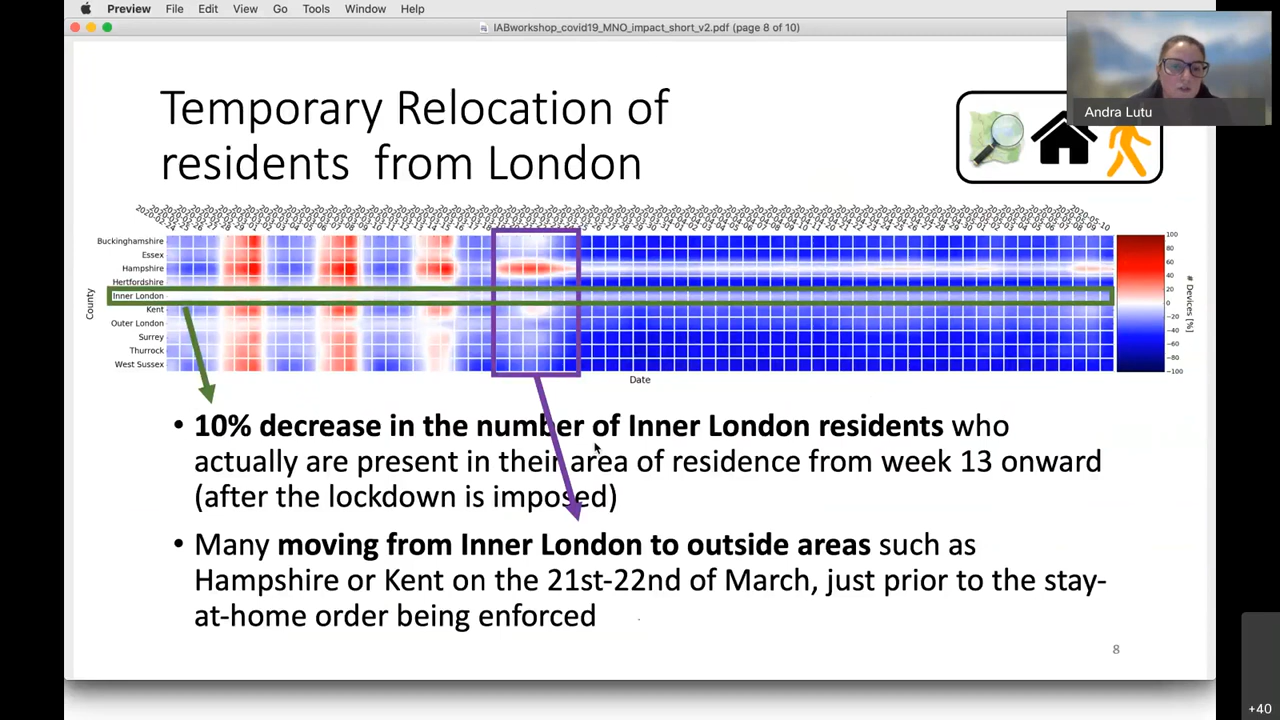 Preview File Edit View Go Tools Window Help
IABworkshop_covid19_MNO_impact_short_v2.pdf (page 8 of 10)
Andra Lutu
Temporary Relocation of
residents from London
Buckinghamshire
Essex
Hampshire
Hertfordshire
Inner London
Kent
Outer London
Surrey
Thurrock
West Sussex
County
Date
100
80
60
40
20
0
−20
−40
−60
−80
−100
# Devices [%]
• 10% decrease in the number of Inner London residents who
actually are present in their area of residence from week 13 onward
(after the lockdown is imposed)
• Many moving from Inner London to outside areas such as
Hampshire or Kent on the 21st-22nd of March, just prior to the stay-
at-home order being enforced
8
+40